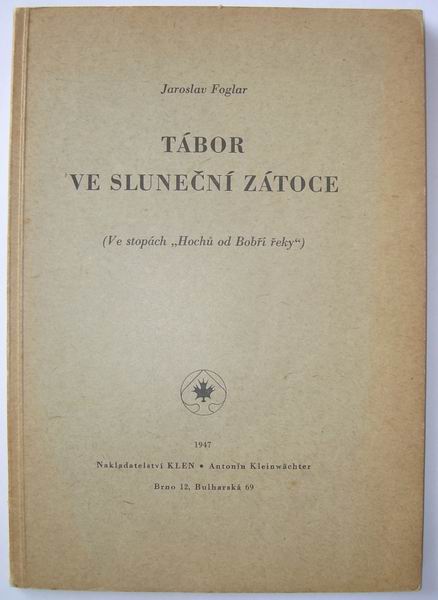 Jaroslav Foglar
TÁBOR
VE SLUNEČNÍ ZÁTOCE
(Ve stopách „Hochů od Bobří řeky“)
1947
Nakladatelství KLEN • Antonín Kleinwächter
Brno 12, Bulharská 69